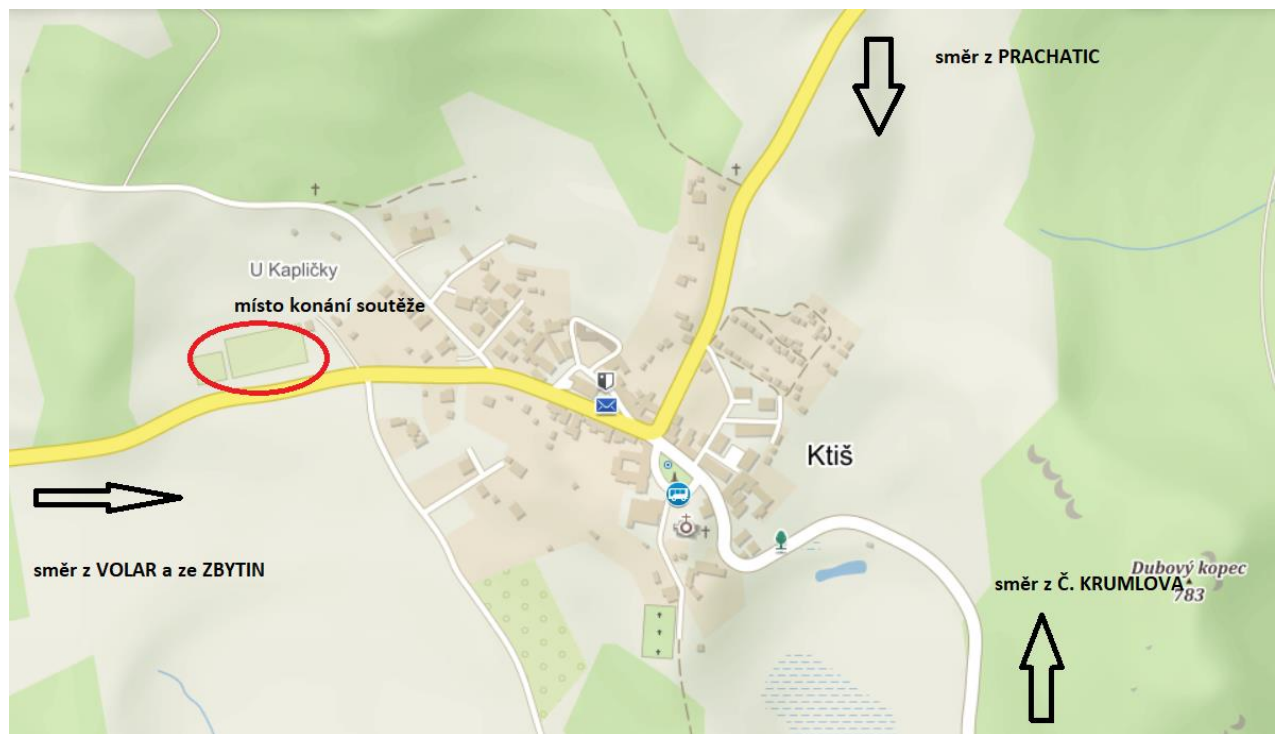 směr z PRACHATIC
U Kapličky
místo konání soutěže
Ktiš
směr z VOLAR a ze ZBYTIN
Dubový kopec
783
směr z Č. KRUMLOVA